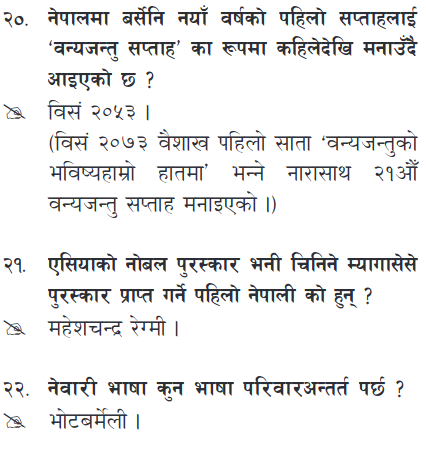 २०. नेपालमा बर्सेनि नयाँ वर्षको पहिलो सप्ताहलाई
‘वन्यजन्तु सप्ताह’ का रूपमा कहिलेदेखि मनाउँदै
आइएको छ ?
विसं २०५३ ।
(विसं २०७३ वैशाख पहिलो साता ‘वन्यजन्तुको
भविष्यहाम्रो हातमा’ भन्ने नारासाथ २१औँ
वन्यजन्तु सप्ताह मनाइएको ।)
२१. एसियाको नोबल पुरस्कार भनी चिनिने म्यागासेसे
पुरस्कार प्राप्त गर्ने पहिलो नेपाली को हुन् ?
महेशचन्द्र रेग्मी ।
२२. नेवारी भाषा कुन भाषा परिवारअन्तर्त पर्छ ?
भोटबर्मेली ।